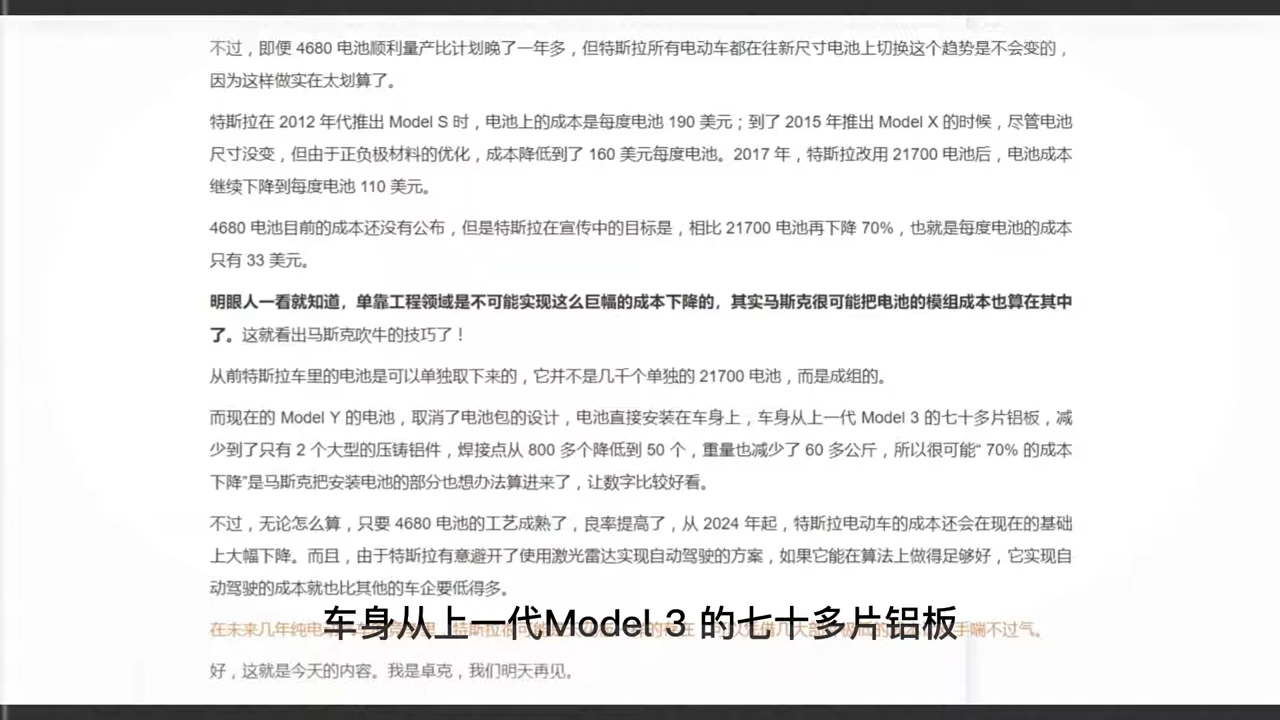 不过，即便 4680 电池顺利量产比计划晚了一年多，但特斯拉所有电动车都在往新尺寸电池上切换这个趋势是不会变的，
因为这样做实在太划算了。
特斯拉在 2012 年代推出 Model S 时，电池上的成本是每度电池 190 美元；到了 2015 年推出 Model X 的时候，尽管电池
尺寸没变，但由于正负极材料的优化，成本降低到了 160 美元每度电池。2017 年，特斯拉改用 21700 电池后，电池成本
继续下降到每度电池 110 美元。
4680 电池目前的成本还没有公布，但是特斯拉在宣传中的目标是，相比 21700 电池再下降 70%，也就是每度电池的成本
只有 33 美元。
明眼人一看就知道，单靠工程领域是不可能实现这么巨幅的成本下降的，其实马斯克很可能把电池的模组成本也算在其中
了。这就看出马斯克吹牛的技巧了！
从前特斯拉车里的电池是可以单独取下来的，它并不是几千个单独的 21700 电池，而是成组的。
而现在的 Model Y 的电池，取消了电池包的设计，电池直接安装在车身上，车身从上一代 Model 3 的七十多片铝板，减
少到了只有 2 个大型的压铸铝件，焊接点从 800 多个降低到 50 个，重量也减少了 60 多公斤，所以很可能“ 70% 的成本
下降”是马斯克把安装电池的部分也想办法算进来了，让数字比较好看。
不过，无论怎么算，只要 4680 电池的工艺成熟了，良率提高了，从 2024 年起，特斯拉电动车的成本还会在现在的基础
上大幅下降。而且，由于特斯拉有意避开了使用激光雷达实现自动驾驶的方案，如果它能在算法上做得足够好，它实现自
动驾驶的成本就也比其他的车企要低得多。
在未来几年纯电动 手喘不过气。
车身从上一代Model 3 的七十多片铝板
好，这就是今天的内容。我是卓克，我们明天再见。